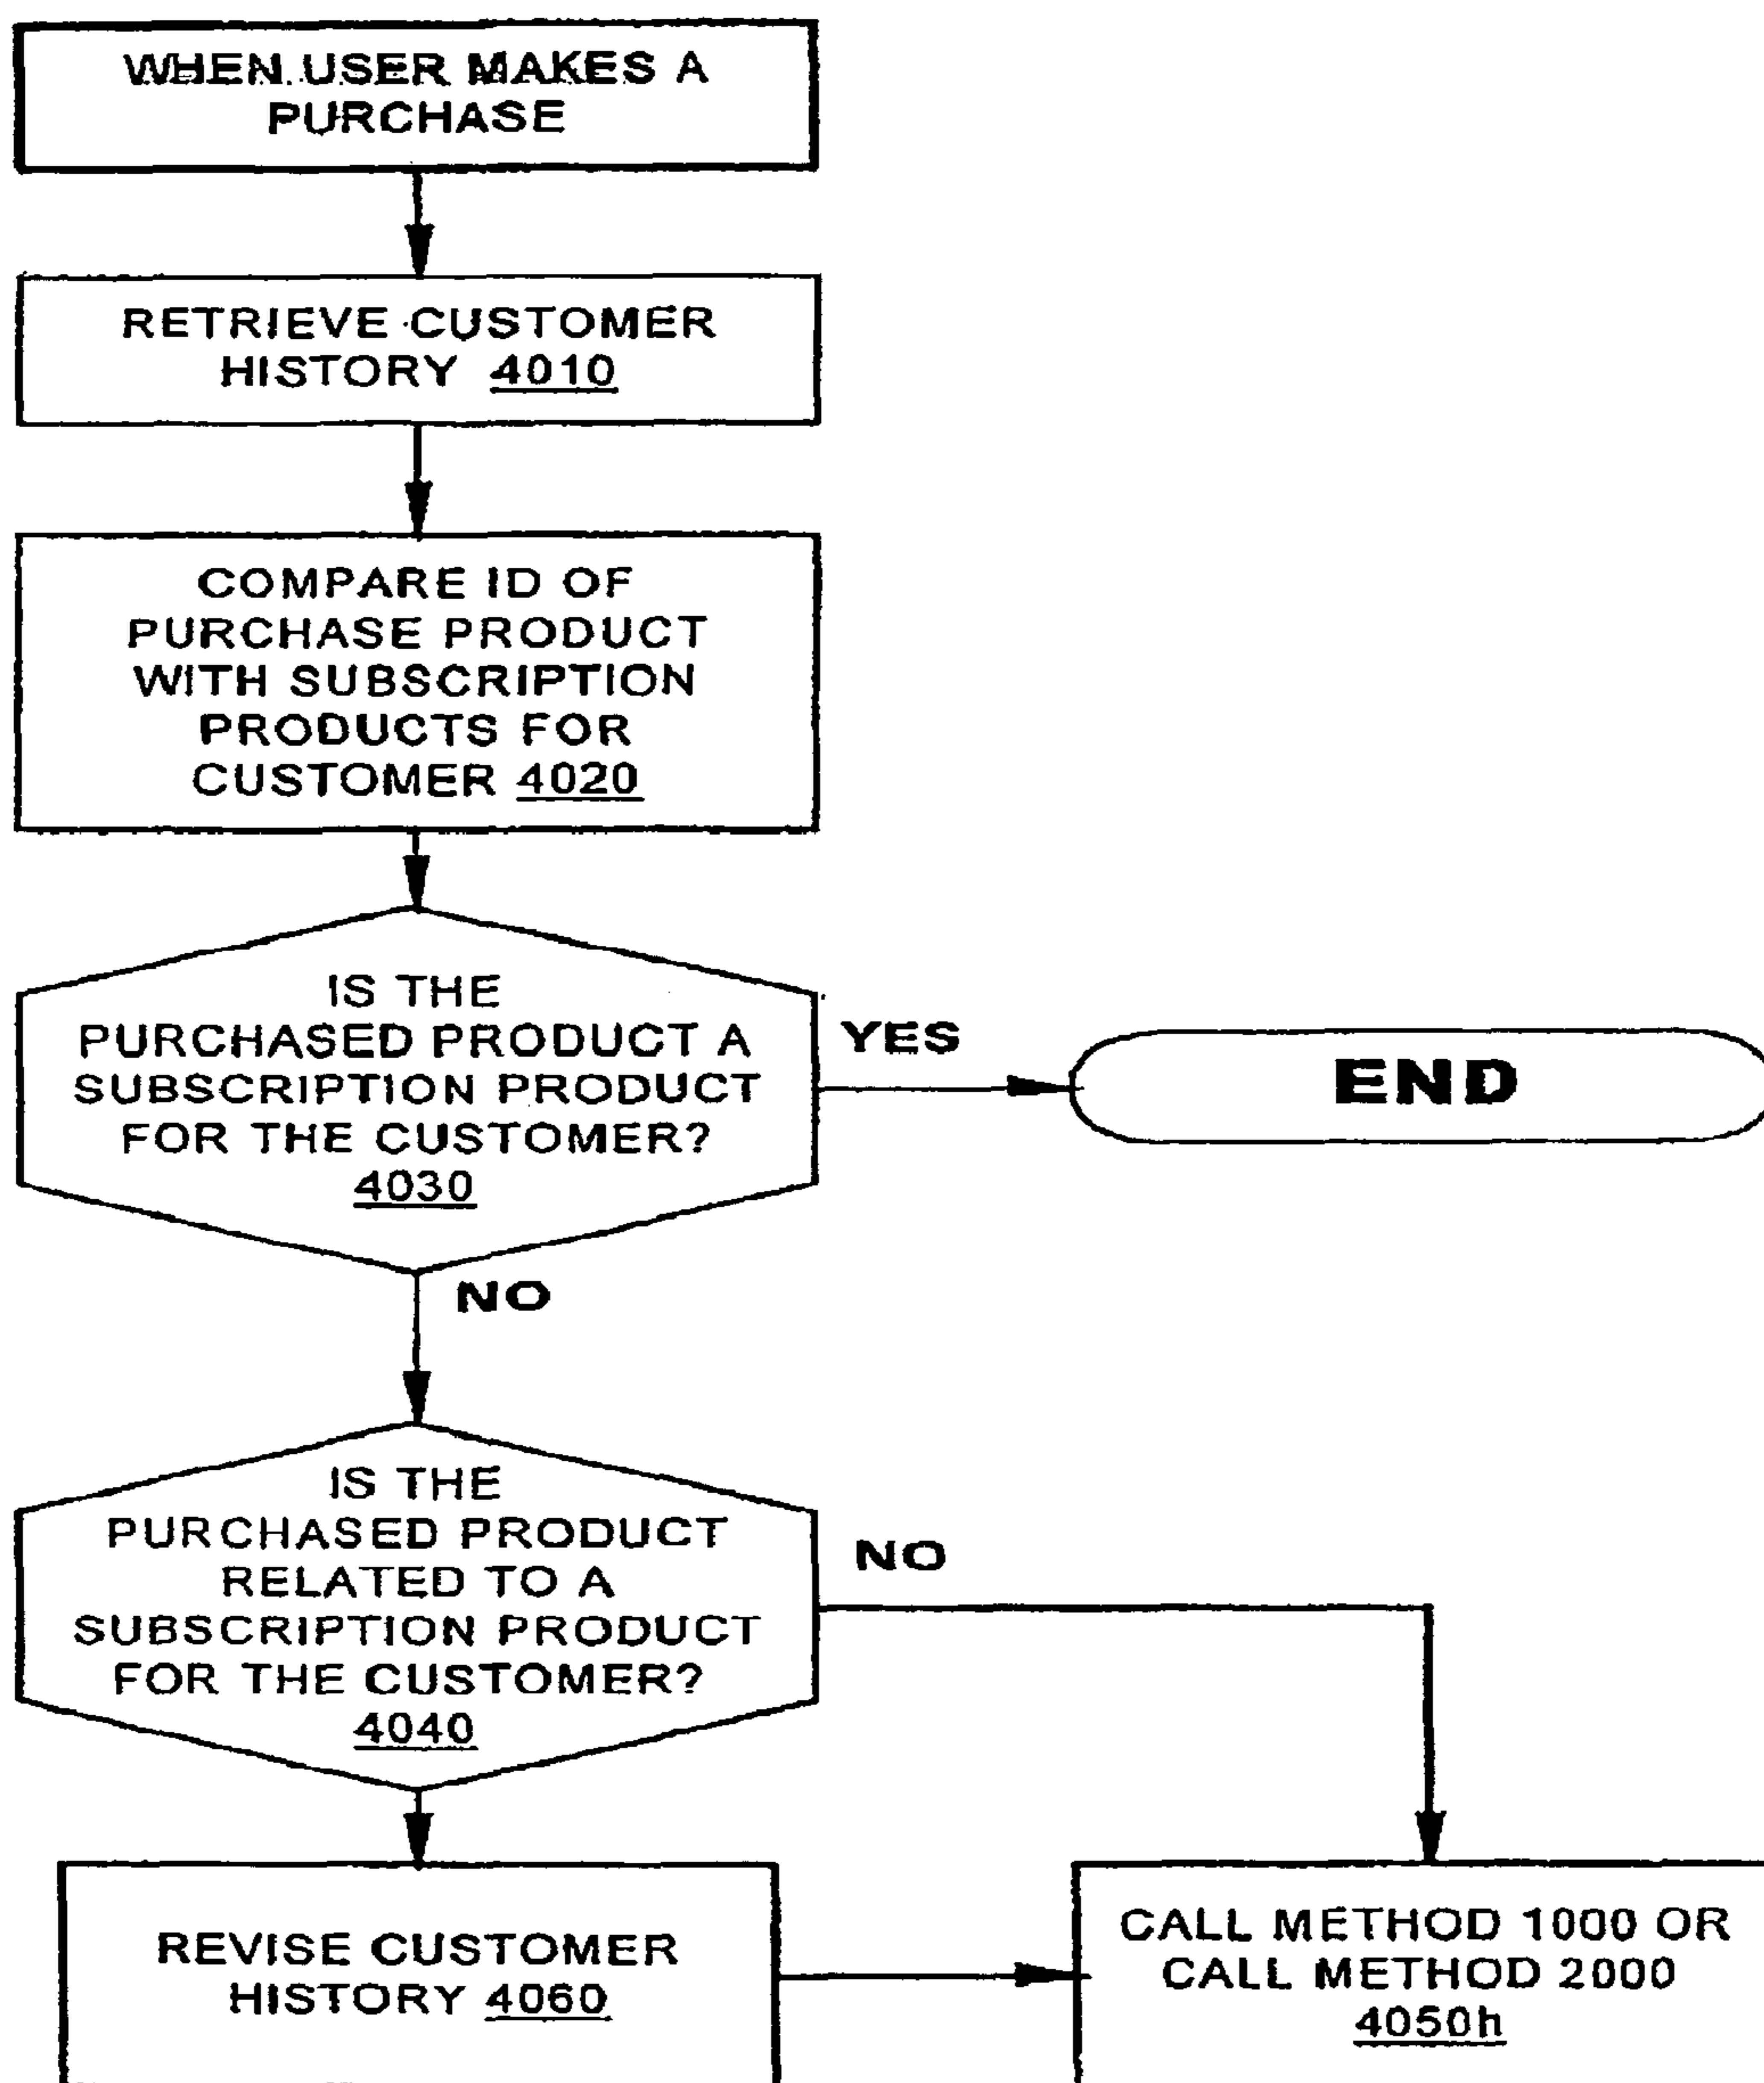 WHEN USER MAKES A
PURCHASE
RETRIEVE CUSTOMER
HISTORY 4010
COMPARE ID OF
PURCHASE PRODUCT
WITH SUBSCRIPTION
PRODUCTS FOR
CUSTOMER 4020
IS THE
PURCHASED PRODUCT A
SUBSCRIPTION PRODUCT
FOR THE CUSTOMER?
4030
YES
END
NO
IS THE
PURCHASED PRODUCT
RELATED TO A
SUBSCRIPTION PRODUCT
FOR THE CUSTOMER?
4040
NO
REVISE CUSTOMER
HISTORY 4060
CALL METHOD 1000 OR
CALL METHOD 2000
4050h